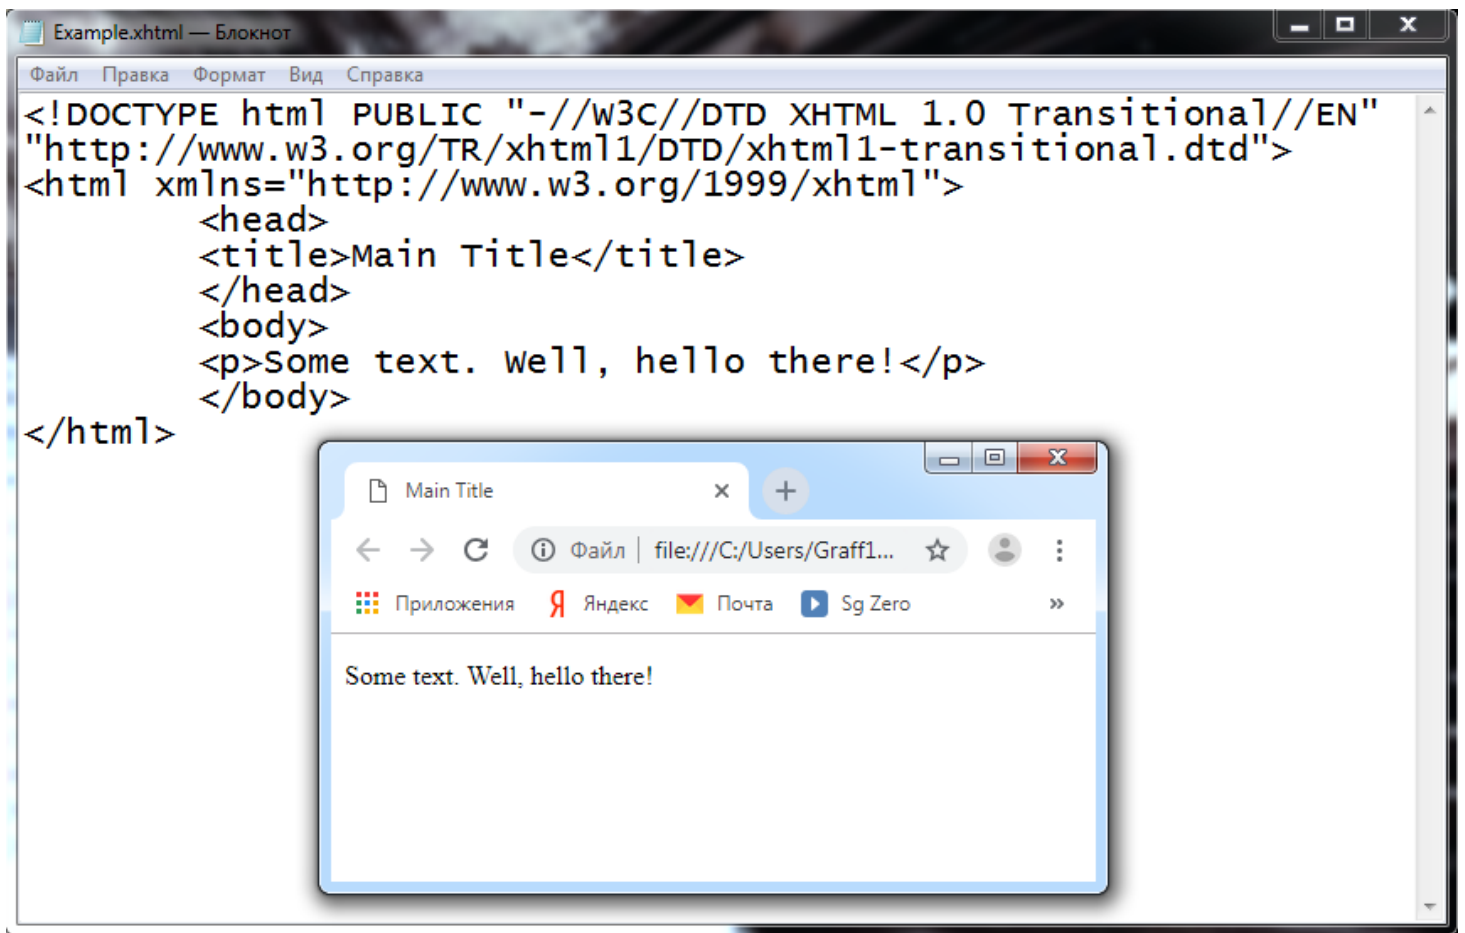 Example.xhtml — Блокнот
Файл Правка Формат Вид Справка
<!DOCTYPE html PUBLIC "-//W3C//DTD XHTML 1.0 Transitional//EN"
"http://www.w3.org/TR/xhtml1/DTD/xhtml1-transitional.dtd">
<html xmlns="http://www.w3.org/1999/xhtml">
<head>
<title>Main Title</title>
</head>
<body>
<p>Some text. Well, hello there!</p>
</body>
</html>
Main Title
Файл file:///C:/Users/Graff1...
Приложения Яндекс Почта Sg Zero »
Some text. Well, hello there!